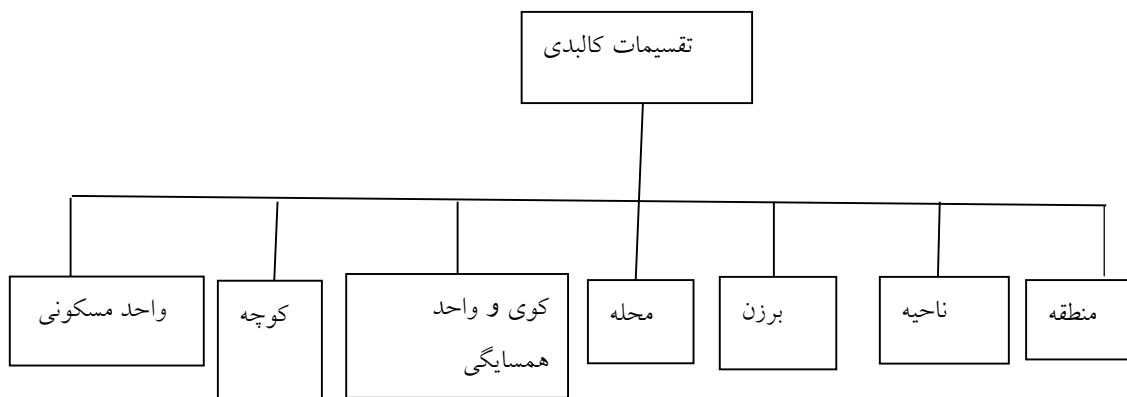 تقسیمات کالبدی
منطقه
ناحیه
برزن
محله
کوی و واحد
همسایگی
کوچه
واحد مسکونی